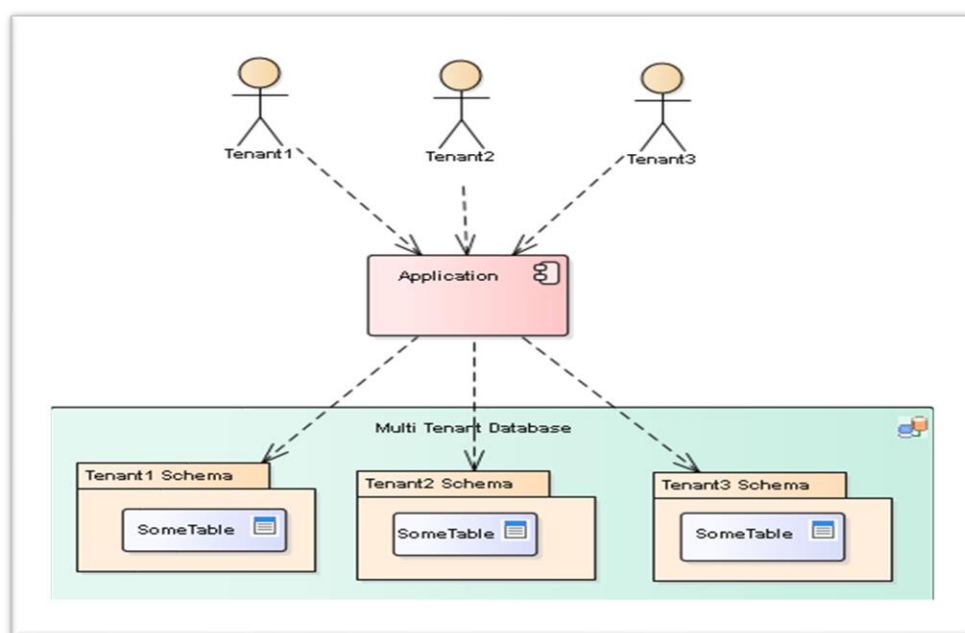 Tenant1
Tenant2
Tenant3
Application
Multi Tenant Database
Tenant1 Schema
Tenant2 Schema
Tenant3 Schema
SomeTable
SomeTable
SomeTable